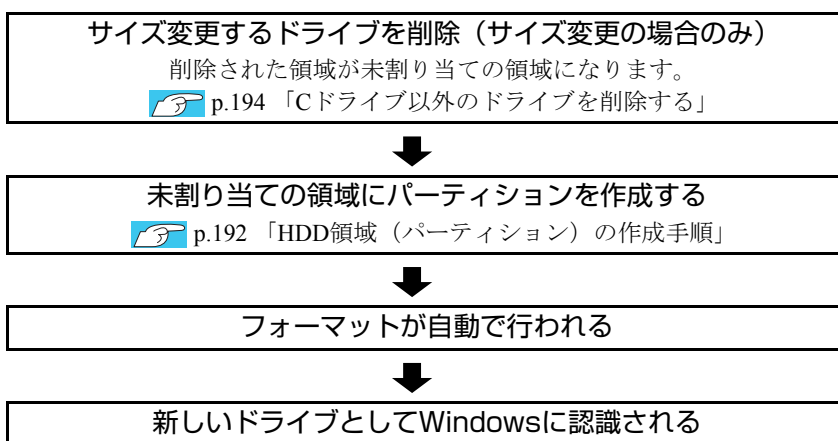 サイズ変更するドライブを削除（サイズ変更の場合のみ）
削除された領域が未割り当ての領域になります。
p.194 「Cドライブ以外のドライブを削除する」
未割り当ての領域にパーティションを作成する
p.192 「HDD領域（パーティション）の作成手順」
フォーマットが自動で行われる
新しいドライブとしてWindowsに認識される